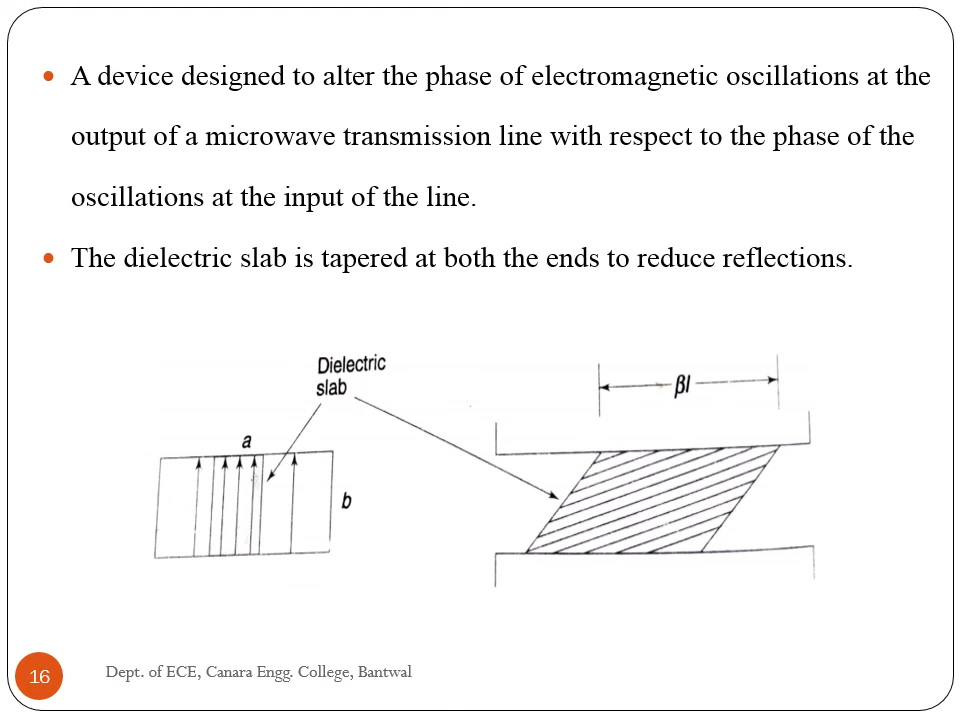 A device designed to alter the phase of electromagnetic oscillations at the
output of a microwave transmission line with respect to the phase of the
oscillations at the input of the line.
The dielectric slab is tapered at both the ends to reduce reflections.
Dielectric
slab
βl
a
b
16
Dept. of ECE, Canara Engg. College, Bantwal